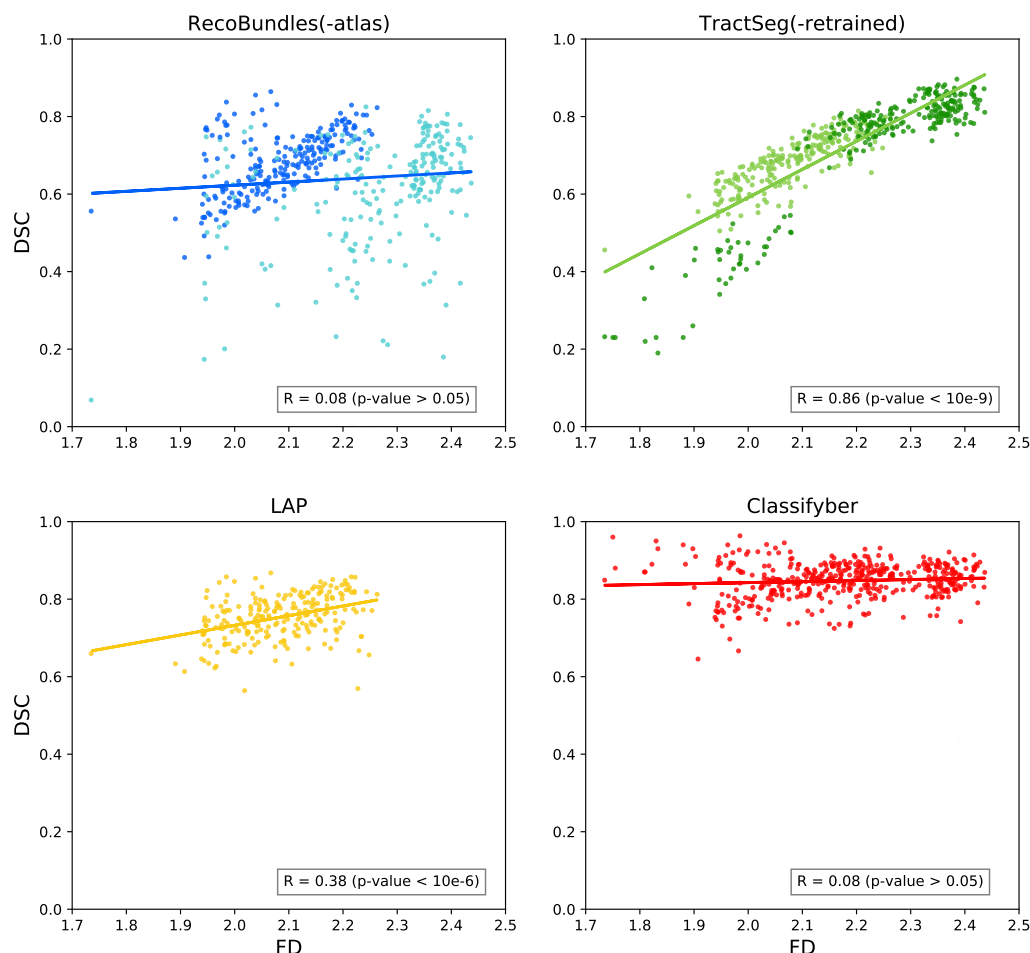 RecoBundles(-atlas)
TractSeg(-retrained)
1.0
0.8
0.6
0.4
0.2
0.0
DSC
1.7 1.8 1.9 2.0 2.1 2.2 2.3 2.4 2.5
R = 0.08 (p-value > 0.05)
1.0
0.8
0.6
0.4
0.2
0.0
1.7 1.8 1.9 2.0 2.1 2.2 2.3 2.4 2.5
R = 0.86 (p-value < 10e-9)
LAP
Classifyber
1.0
0.8
0.6
0.4
0.2
0.0
DSC
1.7 1.8 1.9 2.0 2.1 2.2 2.3 2.4 2.5
R = 0.38 (p-value < 10e-6)
FD
1.0
0.8
0.6
0.4
0.2
0.0
1.7 1.8 1.9 2.0 2.1 2.2 2.3 2.4 2.5
R = 0.08 (p-value > 0.05)
FD